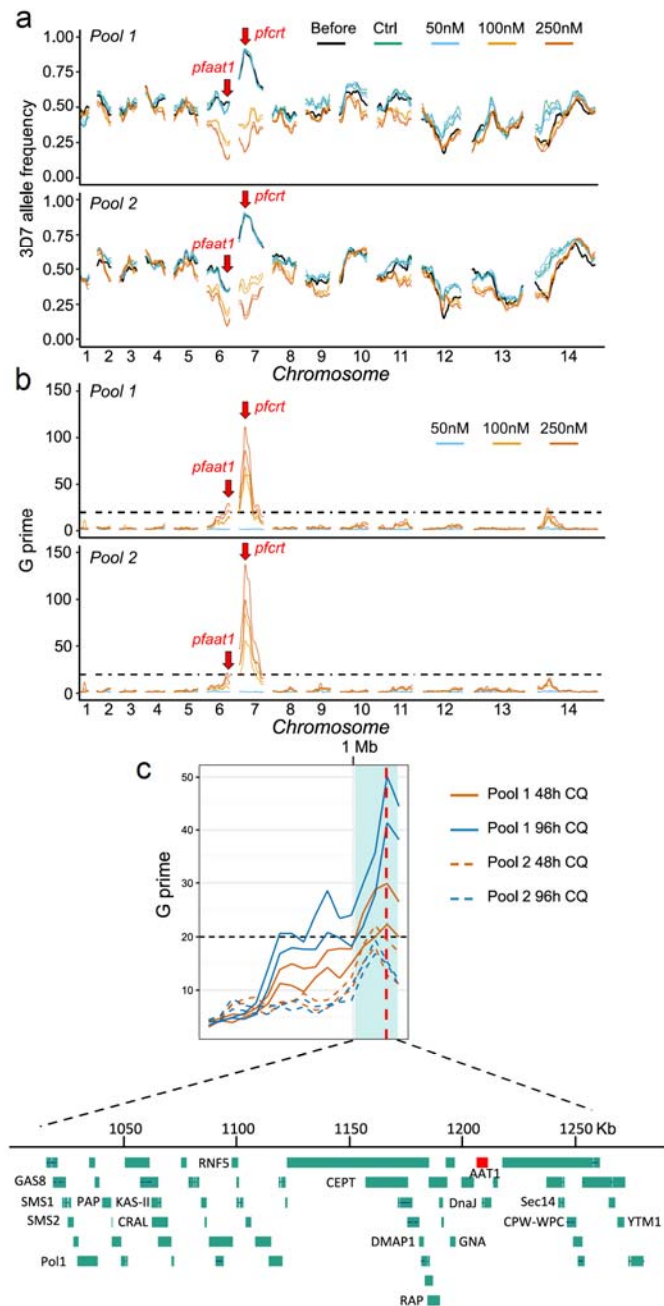 a
Pool 1
pfcrt
Before Ctrl 50nM 100nM 250nM
1.00
0.75
0.50
0.25
0.00
pfaat1
3D7 allele frequency
Pool 2
pfcrt
1.00
0.75
0.50
0.25
0.00
pfaat1
1 2 3 4 5 6 7 8 9 10 11 12 13 14
Chromosome
b
Pool 1
pfcrt
50nM 100nM 250nM
150
100
50
0
pfaat1
G prime
Pool 2
pfcrt
150
100
50
0
pfaat1
1 2 3 4 5 6 7 8 9 10 11 12 13 14
Chromosome
c
1 Mb
50
40
30
20
10
G prime
Pool 1 48h CQ
Pool 1 96h CQ
Pool 2 48h CQ
Pool 2 96h CQ
1050 1100 1150 1200 1250 Kb
RNF5 AAT1
GAS8 CEPT
SMS1 PAP KAS-II DnaJ Sec14
SMS2 CRAL CPW-WPC YTM1
DMAP1 GNA
Pol1
RAP